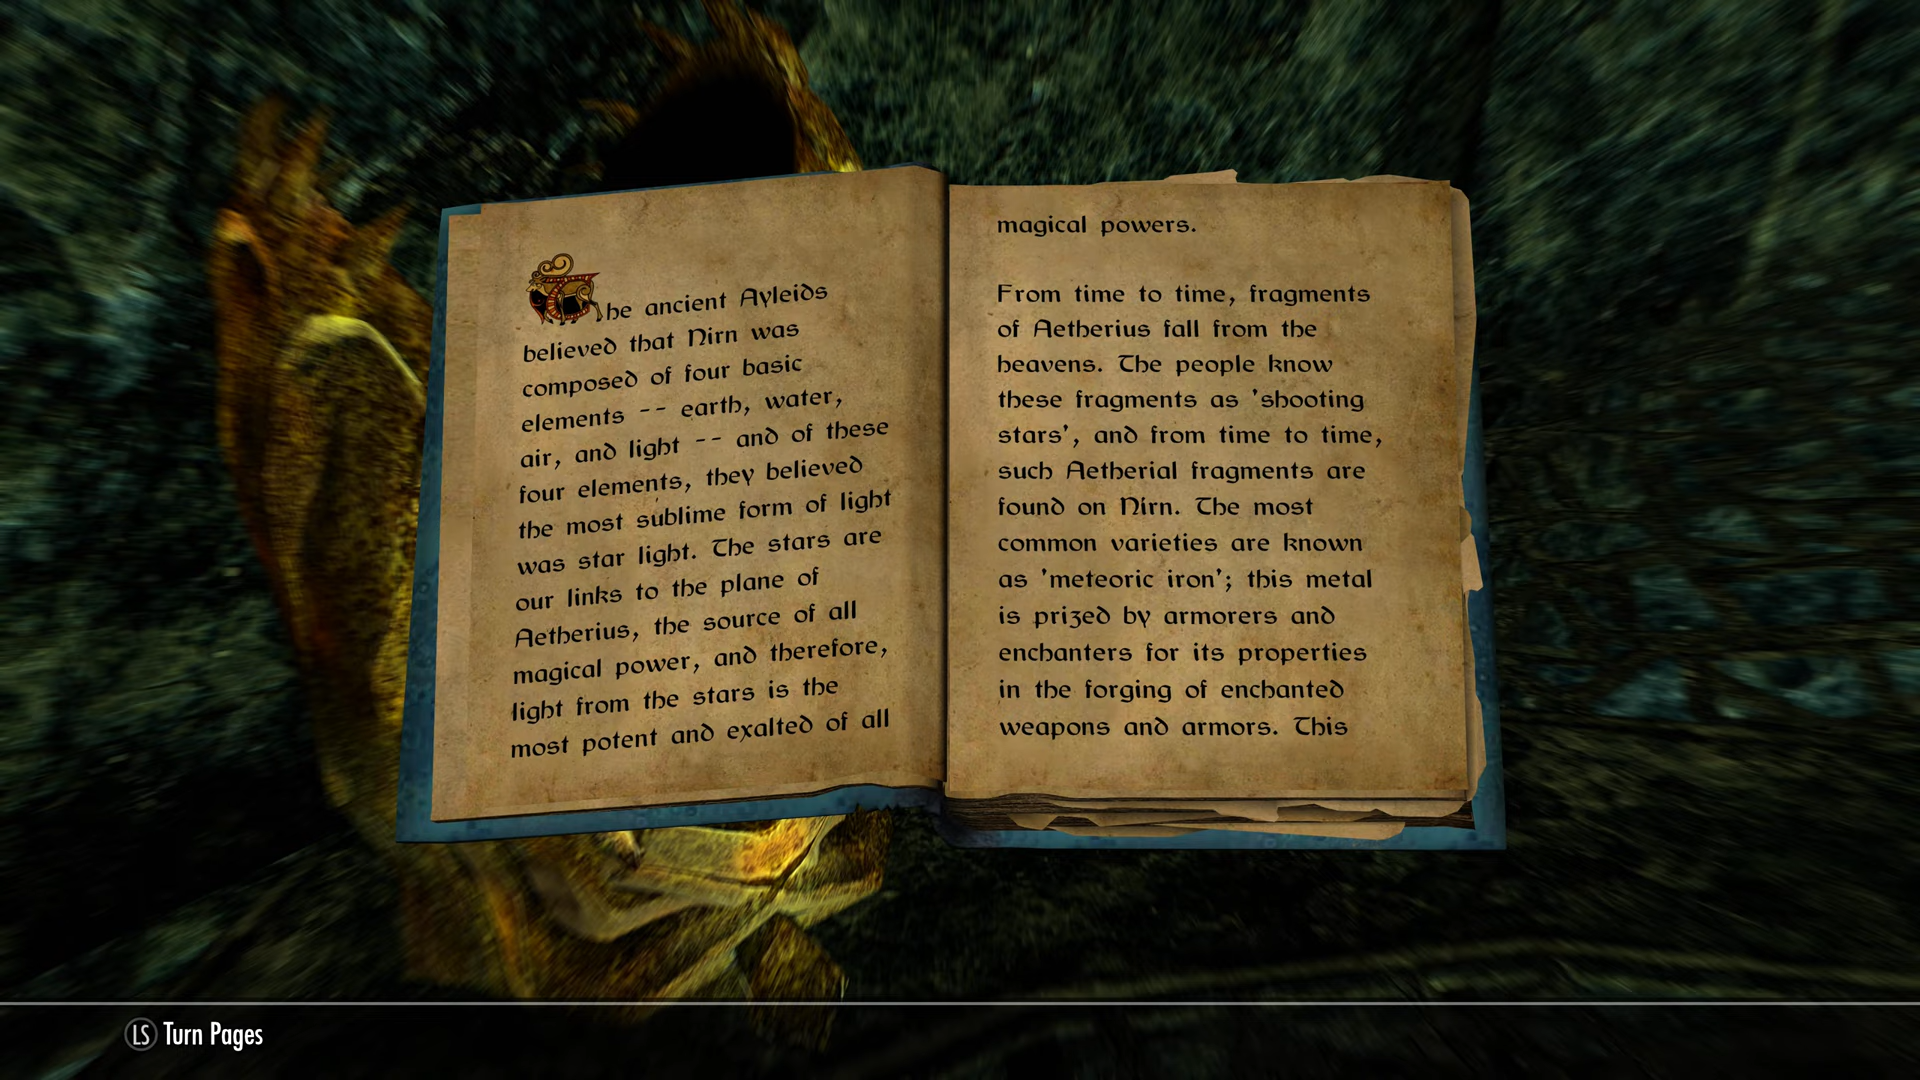 The ancient Ayleids
believed that Nirn was
composed of four basic
elements -- earth, water,
air, and light -- and of these
four elements, they believed
the most sublime form of light
was star light. The stars are
our links to the plane of
Aetherius, the source of all
magical power, and therefore,
light from the stars is the
most potent and exalted of all
magical powers.
From time to time, fragments
of Aetherius fall from the
heavens. The people know
these fragments as 'shooting
stars', and from time to time,
such Aetherial fragments are
found on Nirn. The most
common varieties are known
as 'meteoric iron'; this metal
is prized by armorers and
enchanters for its properties
in the forging of enchanted
weapons and armors. This
LS Turn Pages